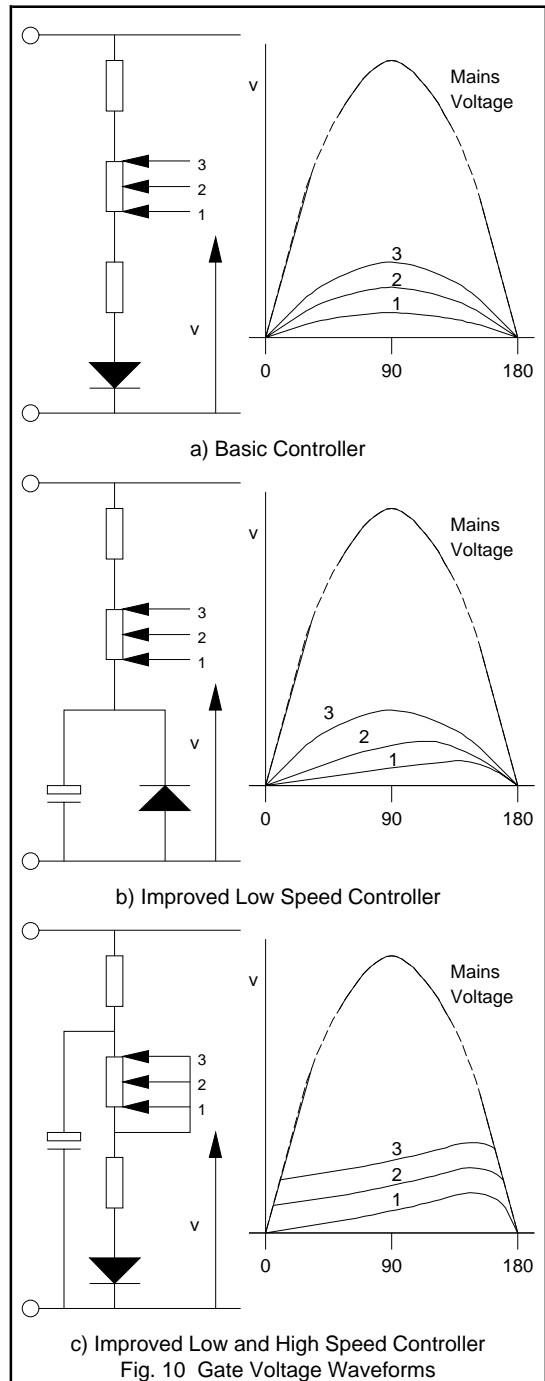 3
2
1
v
v
Mains
Voltage
3
2
1
0
90
180
a) Basic Controller
3
2
1
v
v
Mains
Voltage
3
2
1
0
90
180
b) Improved Low Speed Controller
3
2
1
v
v
Mains
Voltage
3
2
1
0
90
180
c) Improved Low and High Speed Controller
Fig. 10 Gate Voltage Waveforms